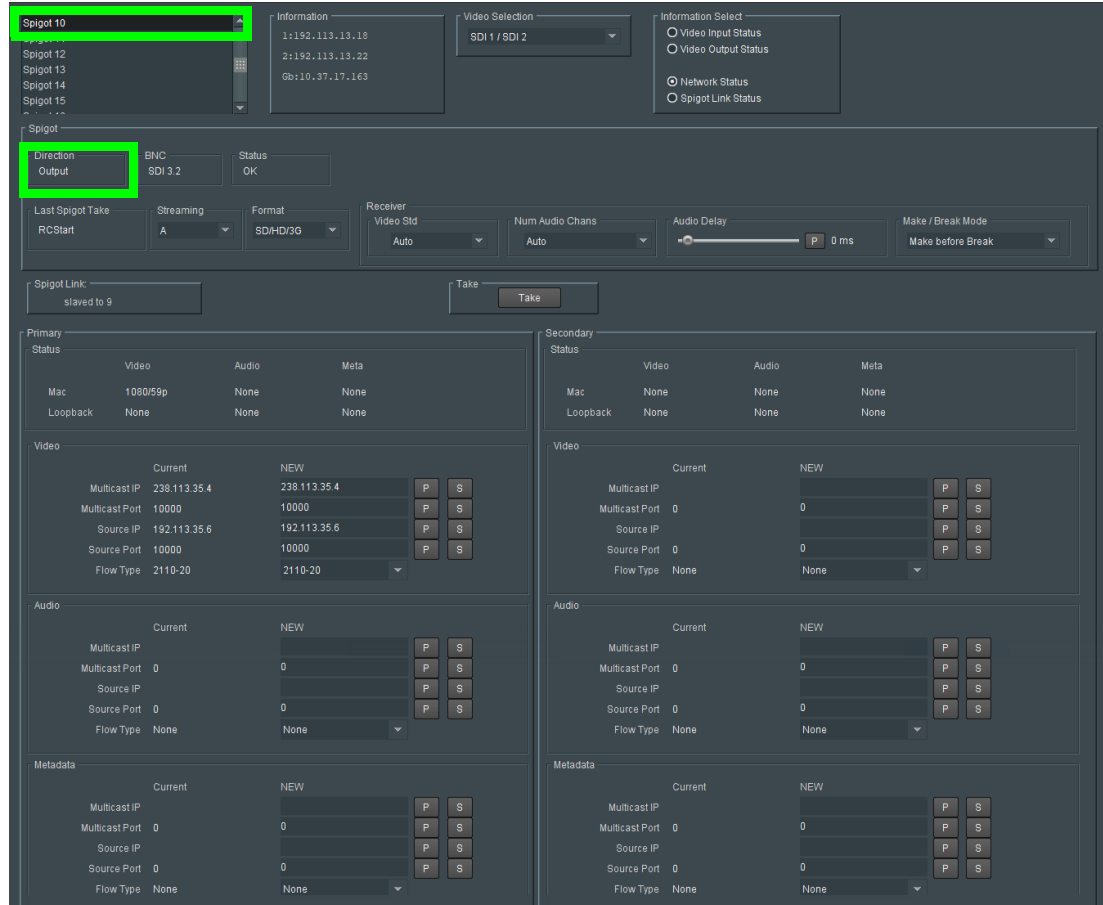 Spigot 10
Spigot 12
Spigot 13
Spigot 14
Spigot 15
Information
1:192.113.13.18
2:192.113.13.22
Gb:10.37.17.163
Video Selection
SDI 1 / SDI 2
Information Select
Video Input Status
Video Output Status
Network Status
Spigot Link Status
Spigot
Direction
Output
BNC
SDI 3.2
Status
OK
Last Spigot Take
RCStart
Streaming
A
Format
SD/HD/3G
Receiver
Video Std
Auto
Num Audio Chans
Auto
Audio Delay
P 0 ms
Make / Break Mode
Make before Break
Spigot Link:
slaved to 9
Take
Take
Primary
Status
Video Audio Meta
Mac 1080/59p None None
Loopback None None None
Video
Current NEW
Multicast IP 238.113.35.4 238.113.35.4 P S
Multicast Port 10000 10000 P S
Source IP 192.113.35.6 192.113.35.6 P S
Source Port 10000 10000 P S
Flow Type 2110-20 2110-20
Audio
Current NEW
Multicast IP P S
Multicast Port 0 0 P S
Source IP P S
Source Port 0 0 P S
Flow Type None None
Metadata
Current NEW
Multicast IP P S
Multicast Port 0 0 P S
Source IP P S
Source Port 0 0 P S
Flow Type None None
Secondary
Status
Video Audio Meta
Mac None None None
Loopback None None None
Video
Current NEW
Multicast IP P S
Multicast Port 0 0 P S
Source IP P S
Source Port 0 0 P S
Flow Type None None
Audio
Current NEW
Multicast IP P S
Multicast Port 0 0 P S
Source IP P S
Source Port 0 0 P S
Flow Type None None
Metadata
Current NEW
Multicast IP P S
Multicast Port 0 0 P S
Source IP P S
Source Port 0 0 P S
Flow Type None None